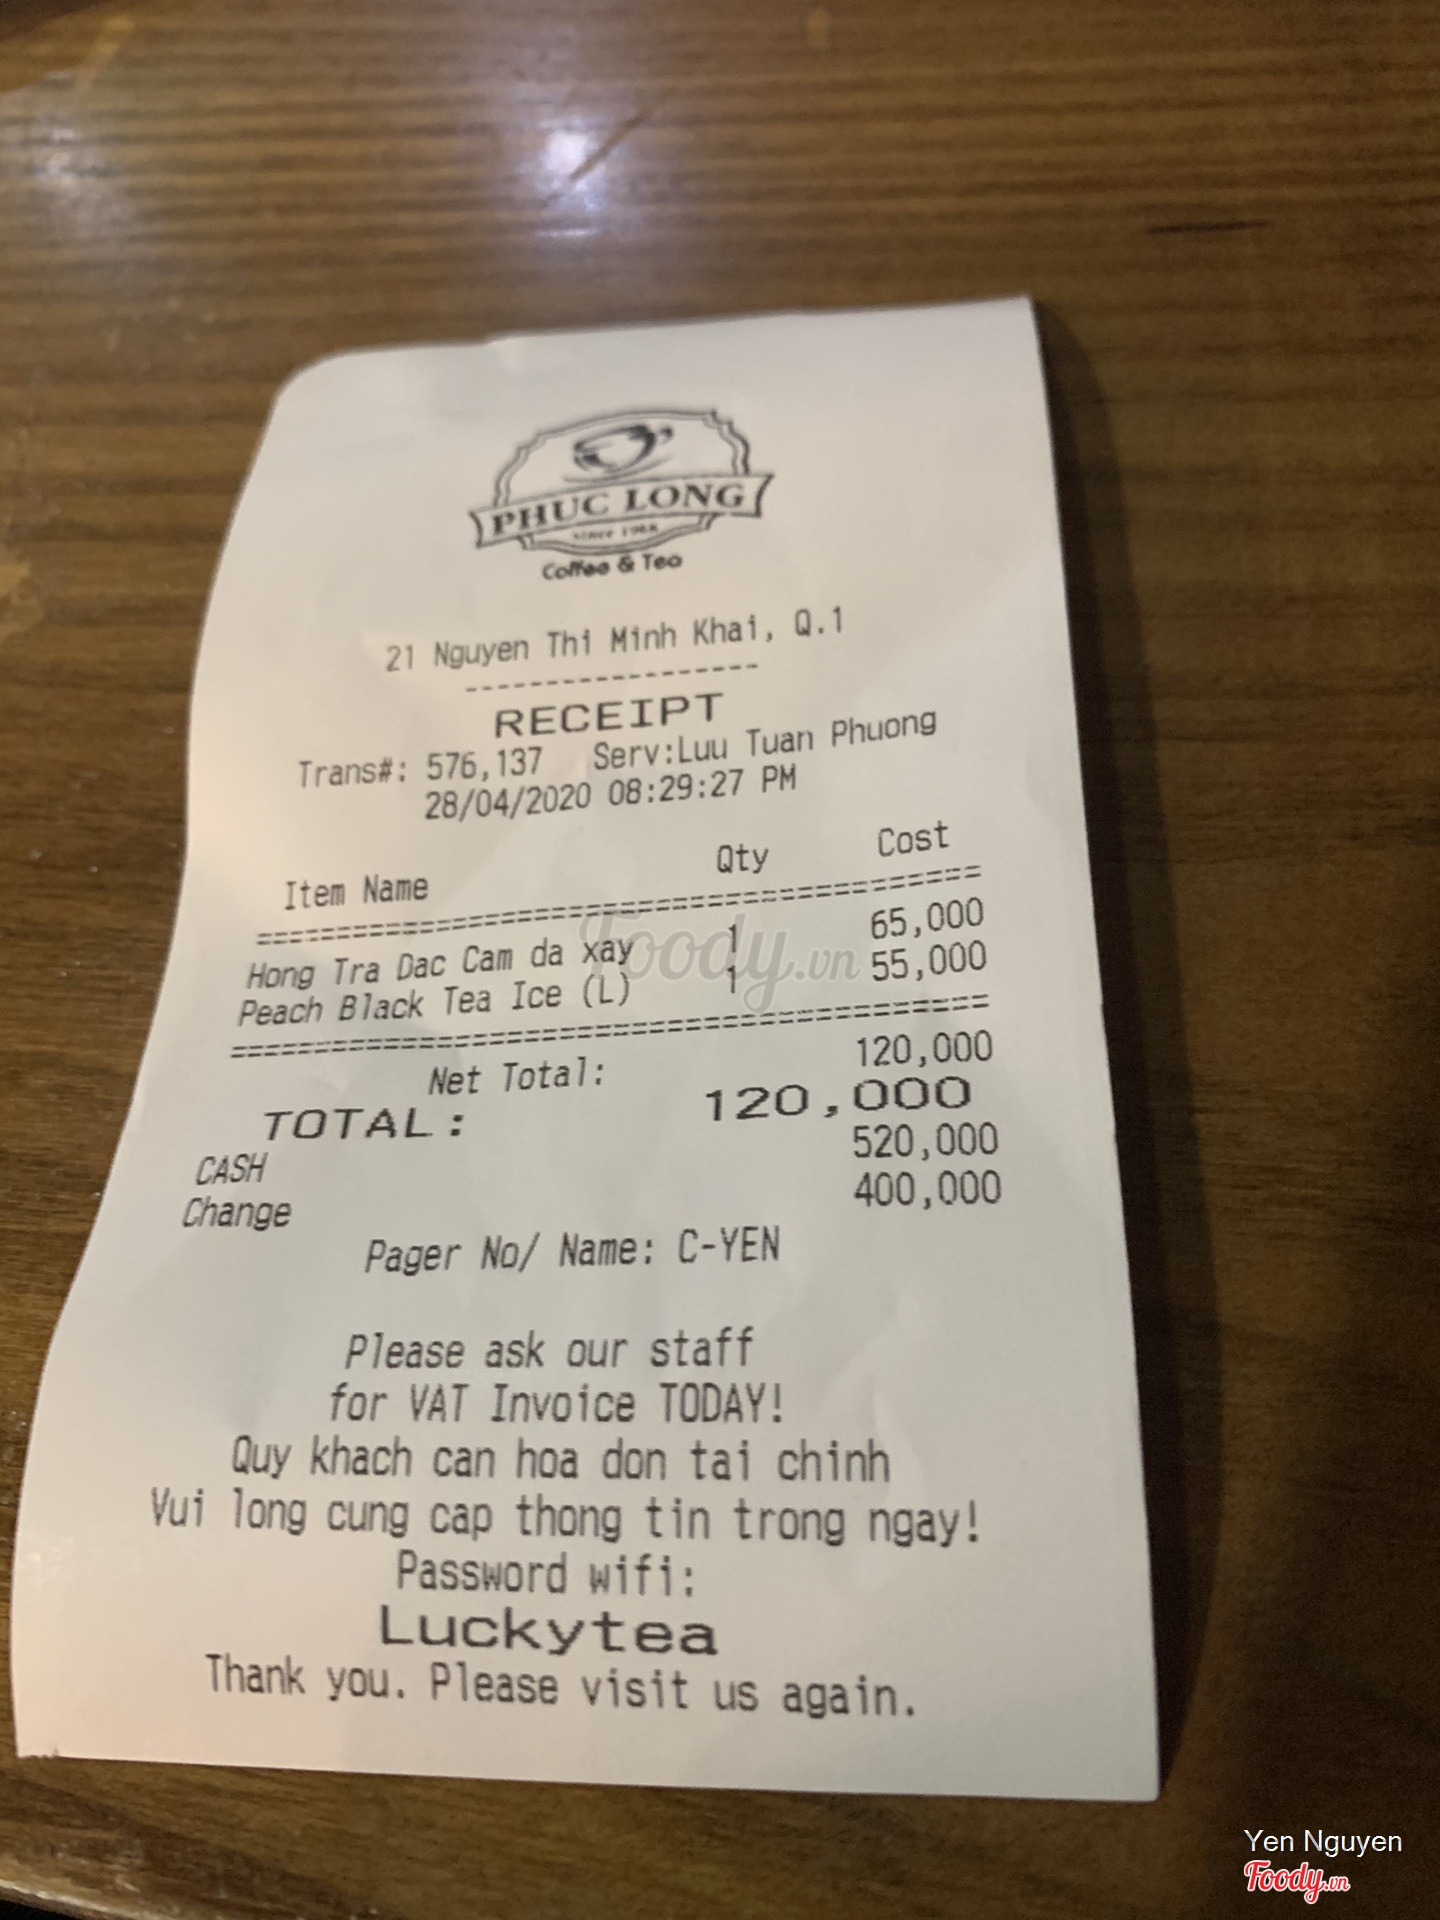 PHUC LONG
since 1968
Coffee & Tea
21 Nguyen Thi Minh Khai, Q.1
------------------
RECEIPT
Trans#: 576,137 Serv:Luu Tuan Phuong
28/04/2020 08:29:27 PM
Item Name Qty Cost
Hong Tra Dac Cam da xay 1 65,000
Peach Black Tea Ice (L) 1 55,000
Net Total: 120,000
TOTAL: 120,000
CASH 520,000
Change 400,000
Pager No/ Name: C-YEN
Please ask our staff
for VAT Invoice TODAY!
Quy khach can hoa don tai chinh
Vui long cung cap thong tin trong ngay!
Password wifi:
Luckytea
Thank you. Please visit us again.
Foody.vn
Yen Nguyen
Foody.vn